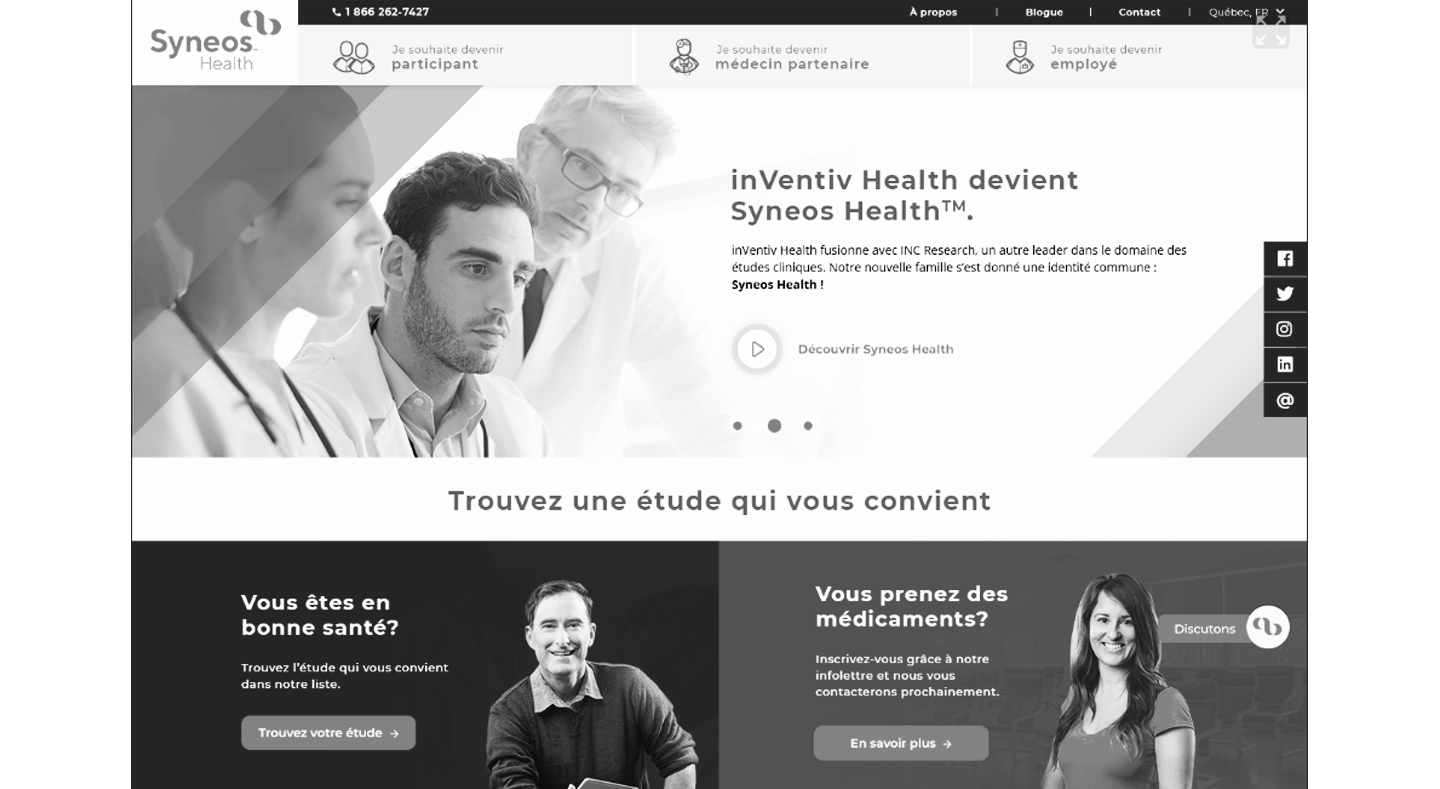 Syneos™
Health
1 866 262-7427
À propos | Blogue | Contact | Québec, FR
Je souhaite devenir
participant
Je souhaite devenir
médecin partenaire
Je souhaite devenir
employé
inVentiv Health devient
Syneos Health™.
inVentiv Health fusionne avec INC Research, un autre leader dans le domaine des
études cliniques. Notre nouvelle famille s’est donné une identité commune :
Syneos Health !
Découvrir Syneos Health
Trouvez une étude qui vous convient
Vous êtes en
bonne santé?
Trouvez l’étude qui vous convient
dans notre liste.
Trouvez votre étude →
Vous prenez des
médicaments?
Inscrivez-vous grâce à notre
infolettre et nous vous
contacterons prochainement.
En savoir plus →
Discutons